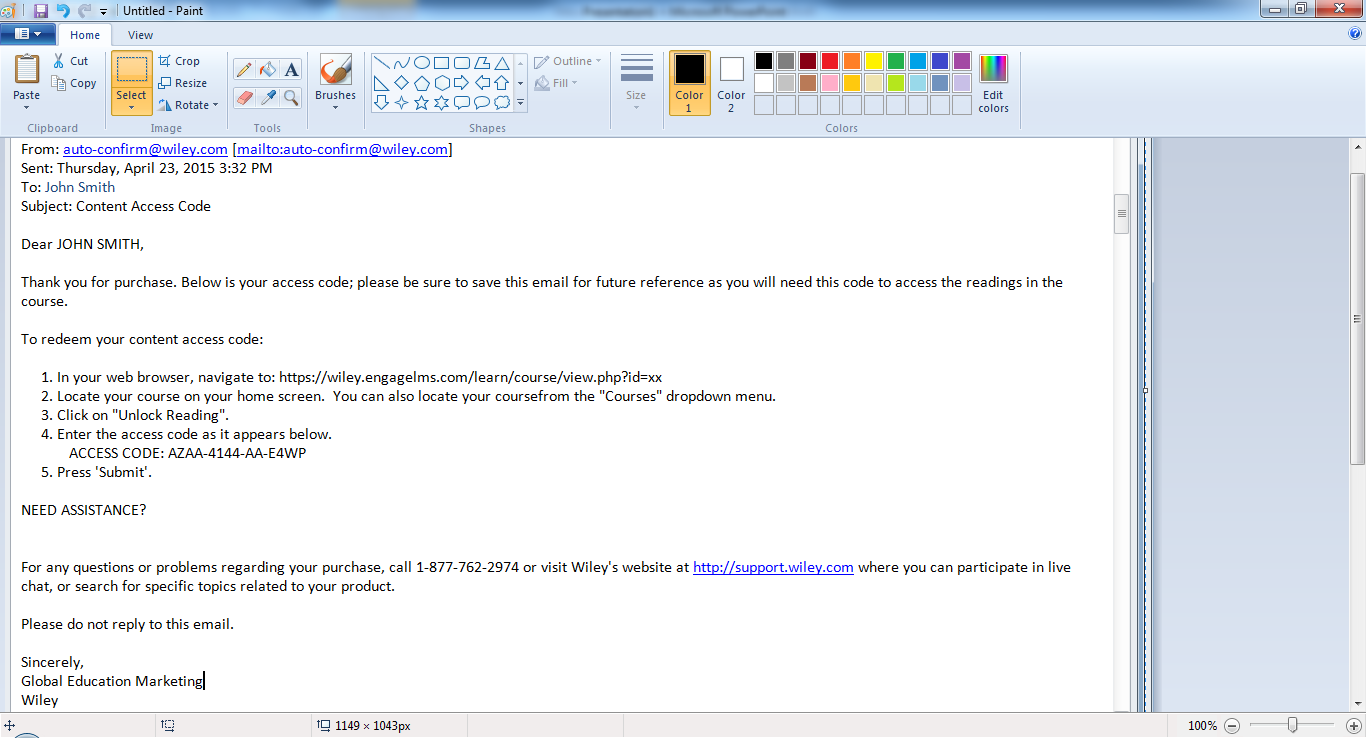 Untitled - Paint
Home View
Paste
Cut
Copy
Clipboard
Select
Crop
Resize
Rotate
Image
Tools
Brushes
Shapes
Outline
Fill
Size
Color 1
Color 2
Edit colors
Colors
From: auto-confirm@wiley.com [mailto:auto-confirm@wiley.com]
Sent: Thursday, April 23, 2015 3:32 PM
To: John Smith
Subject: Content Access Code
Dear JOHN SMITH,
Thank you for purchase. Below is your access code; please be sure to save this email for future reference as you will need this code to access the readings in the
course.
To redeem your content access code:
1. In your web browser, navigate to: https://wiley.engagelms.com/learn/course/view.php?id=xx
2. Locate your course on your home screen.  You can also locate your coursefrom the "Courses" dropdown menu.
3. Click on "Unlock Reading".
4. Enter the access code as it appears below.
ACCESS CODE: AZAA-4144-AA-E4WP
5. Press 'Submit'.
NEED ASSISTANCE?
For any questions or problems regarding your purchase, call 1-877-762-2974 or visit Wiley's website at http://support.wiley.com where you can participate in live
chat, or search for specific topics related to your product.
Please do not reply to this email.
Sincerely,
Global Education Marketing
Wiley
1149 × 1043px
100%